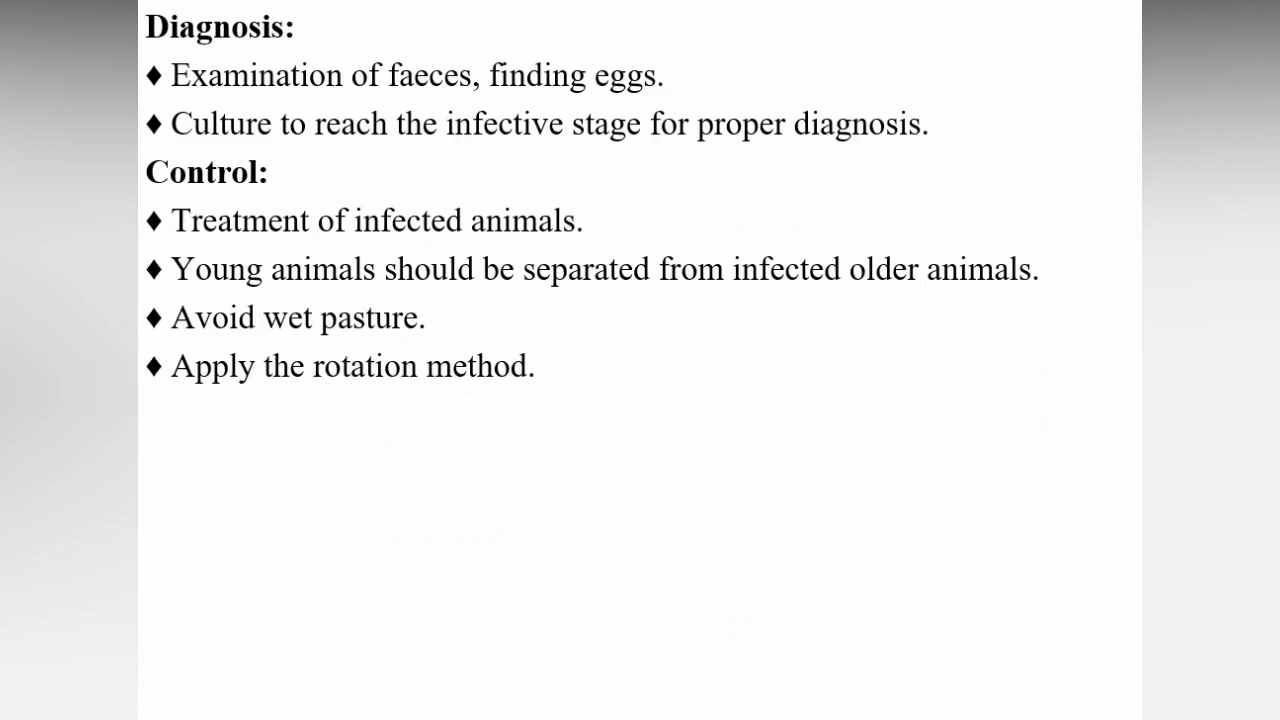 Diagnosis:
♦ Examination of faeces, finding eggs.
♦ Culture to reach the infective stage for proper diagnosis.
Control:
♦ Treatment of infected animals.
♦ Young animals should be separated from infected older animals.
♦ Avoid wet pasture.
♦ Apply the rotation method.